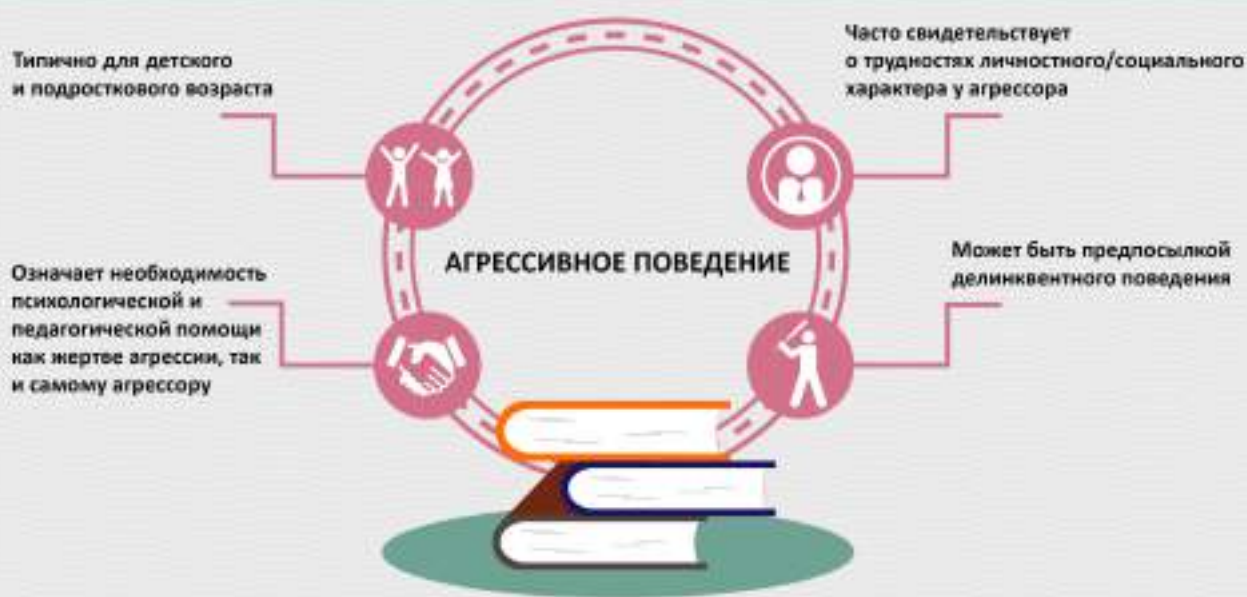 Типично для детского
и подросткового возраста
Часто свидетельствует
о трудностях личностного/социального
характера у агрессора
АГРЕССИВНОЕ ПОВЕДЕНИЕ
Означает необходимость
психологической и
педагогической помощи
как жертве агрессии, так
и самому агрессору
Может быть предпосылкой
делинквентного поведения